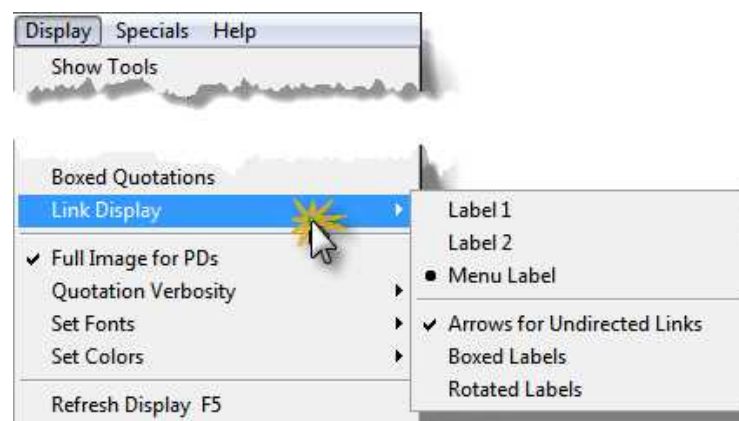 Display Specials Help
Show Tools
Boxed Quotations
Link Display
Full Image for PDs
Quotation Verbosity
Set Fonts
Set Colors
Refresh Display F5
Label 1
Label 2
Menu Label
Arrows for Undirected Links
Boxed Labels
Rotated Labels